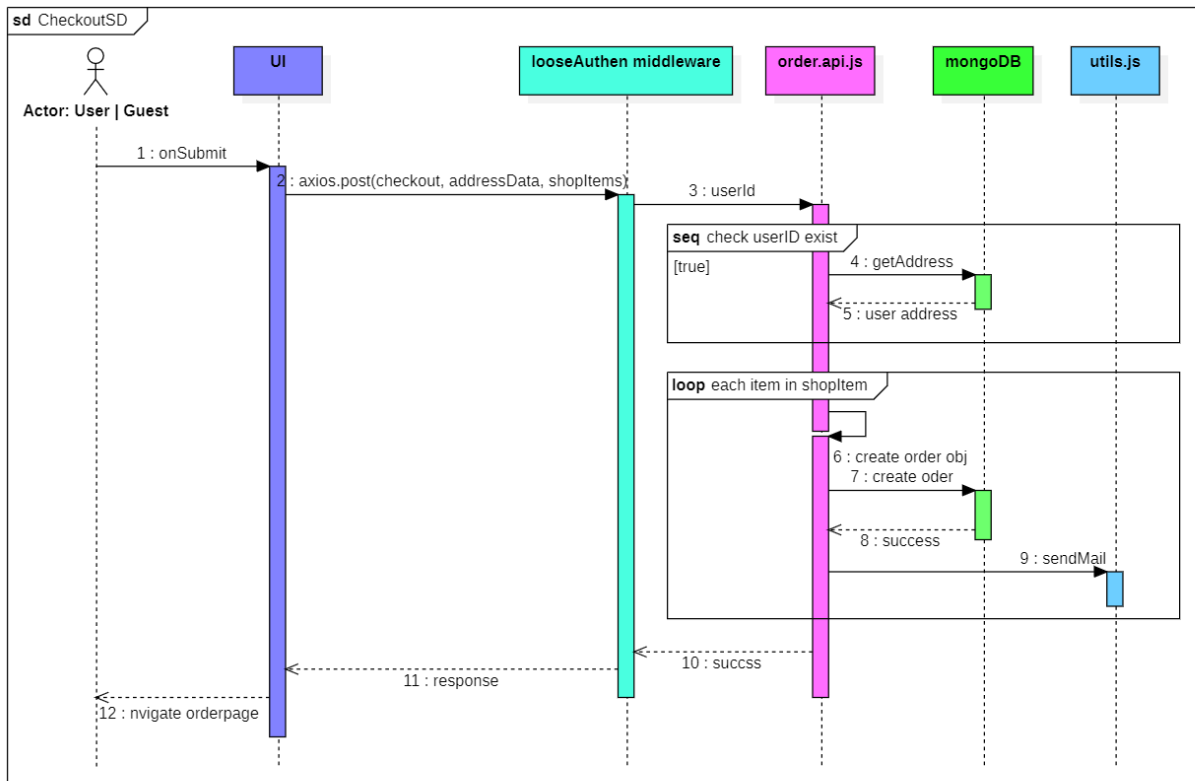 sd CheckoutSD
Actor: User | Guest
UI
looseAuthen middleware
order.api.js
mongoDB
utils.js
1 : onSubmit
2 : axios.post(checkout, addressData, shopItems)
3 : userId
seq check userID exist
[true]
4 : getAddress
5 : user address
loop each item in shopItem
6 : create order obj
7 : create oder
8 : success
9 : sendMail
10 : succss
11 : response
12 : nvigate orderpage